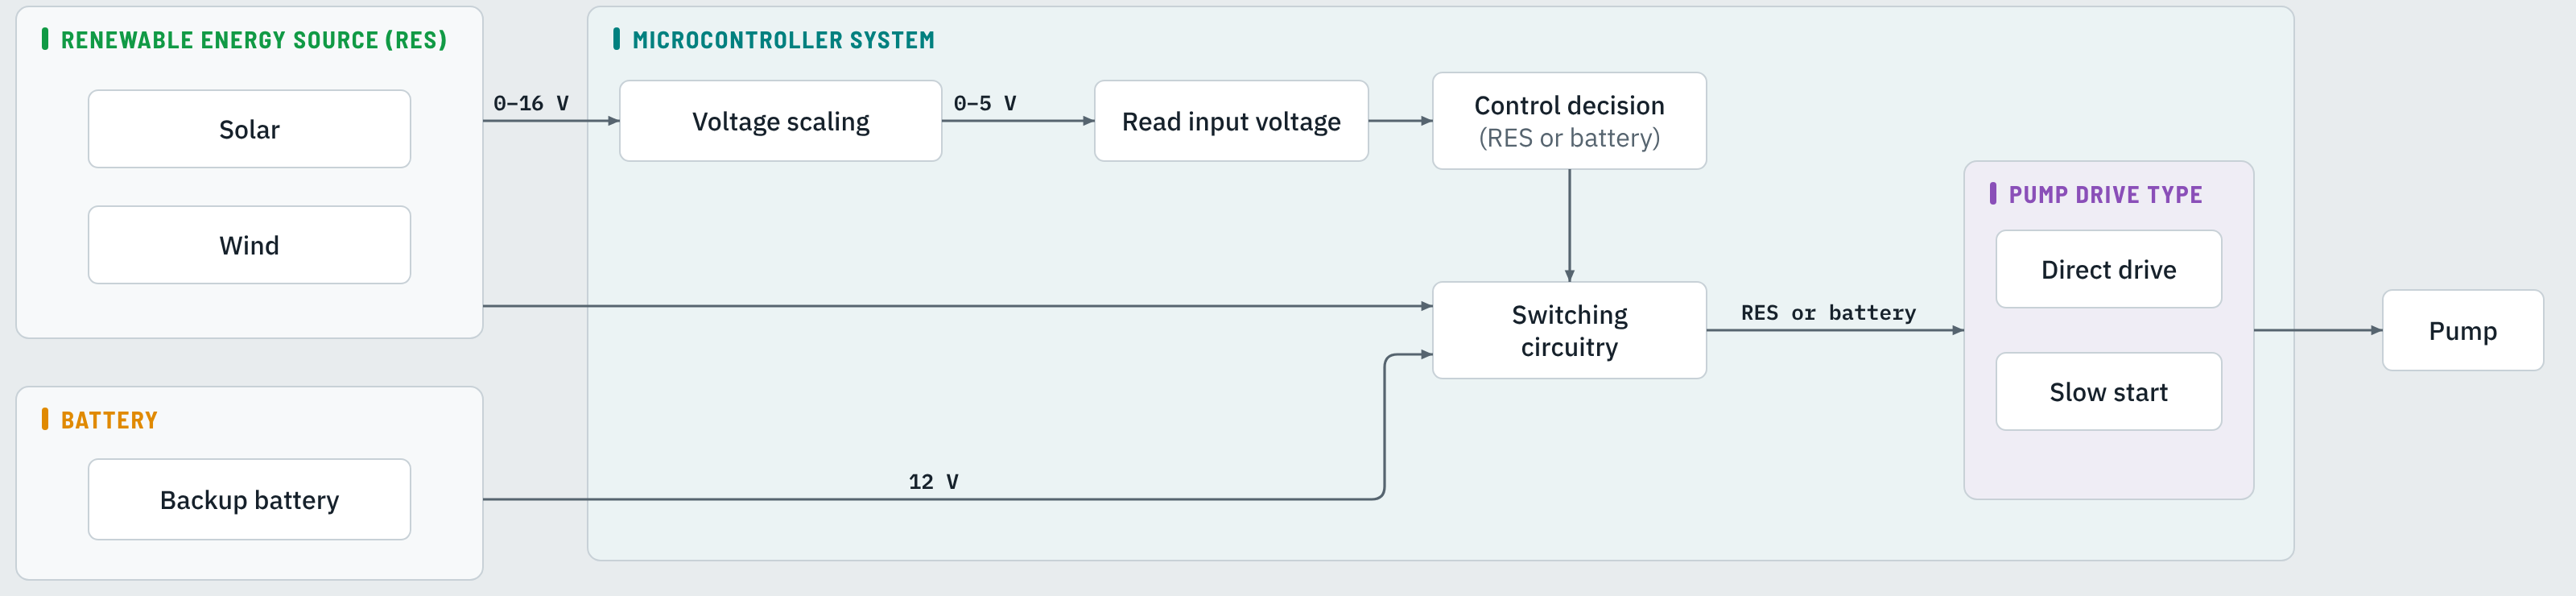 RENEWABLE ENERGY SOURCE (RES)
Solar
Wind
BATTERY
Backup battery
0–16 V
12 V
MICROCONTROLLER SYSTEM
Voltage scaling
0–5 V
Read input voltage
Control decision
(RES or battery)
Switching
circuitry
RES or battery
PUMP DRIVE TYPE
Direct drive
Slow start
Pump